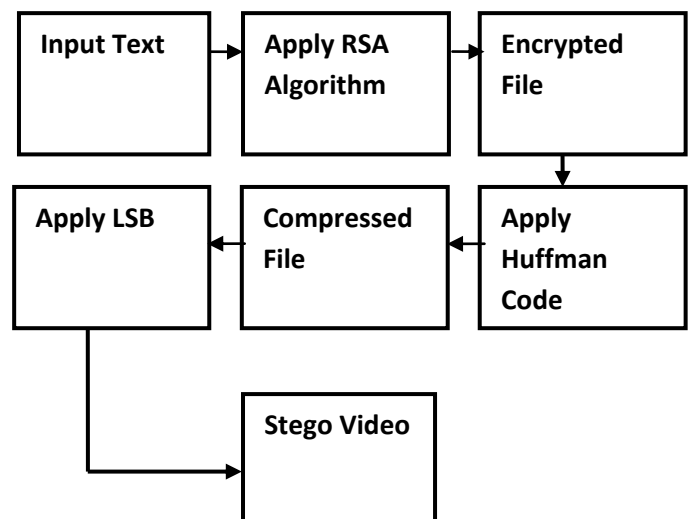 Input Text
Apply RSA
Algorithm
Encrypted
File
Apply LSB
Compressed
File
Apply
Huffman
Code
Stego Video